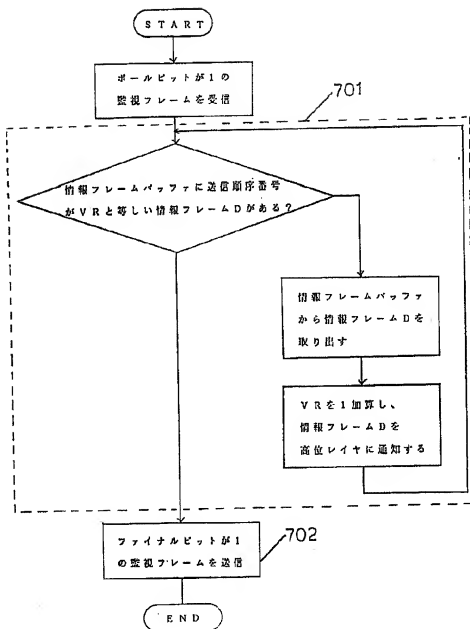 START
ポールビットが1の
監視フレームを受信
701
情報フレームバッファに送信順序番号
がVRと等しい情報フレームDがある?
情報フレームバッファ
から情報フレームDを
取り出す
VRを1加算し、
情報フレームDを
高位レイヤに通知する
ファイナルビットが1
の監視フレームを送信
702
END